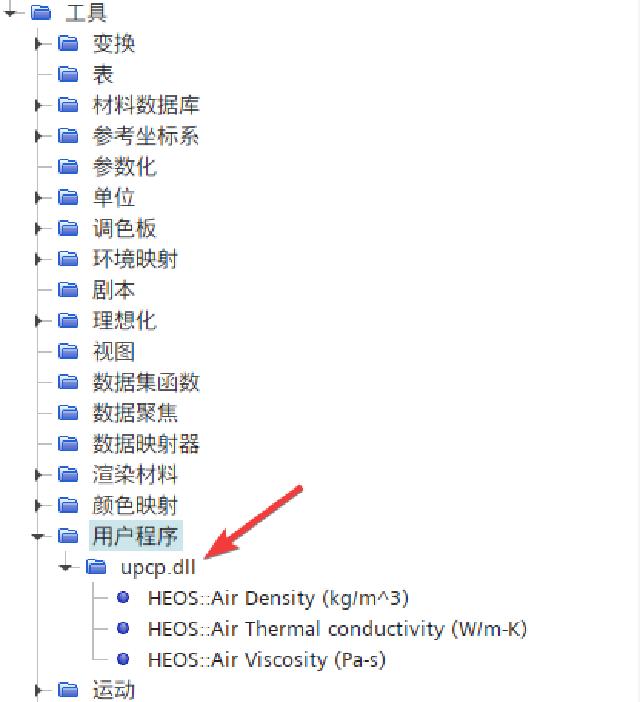 工具
变换
表
材料数据库
参考坐标系
参数化
单位
调色板
环境映射
剧本
理想化
视图
数据集函数
数据聚焦
数据映射器
渲染材料
颜色映射
用户程序
upcp.dll
HEOS::Air Density (kg/m^3)
HEOS::Air Thermal conductivity (W/m-K)
HEOS::Air Viscosity (Pa-s)
运动